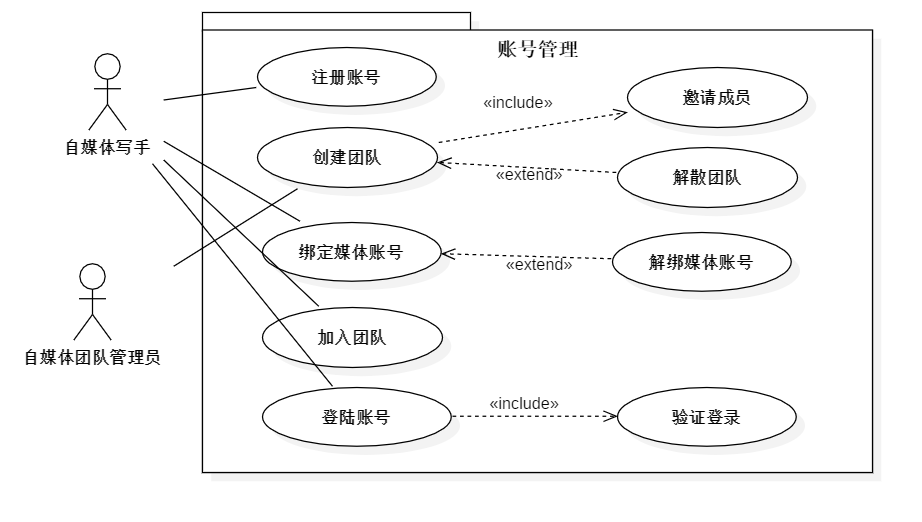 账号管理
注册账号
«include»
邀请成员
自媒体写手
创建团队
«extend»
解散团队
绑定媒体账号
«extend»
解绑媒体账号
加入团队
自媒体团队管理员
登陆账号
«include»
验证登录